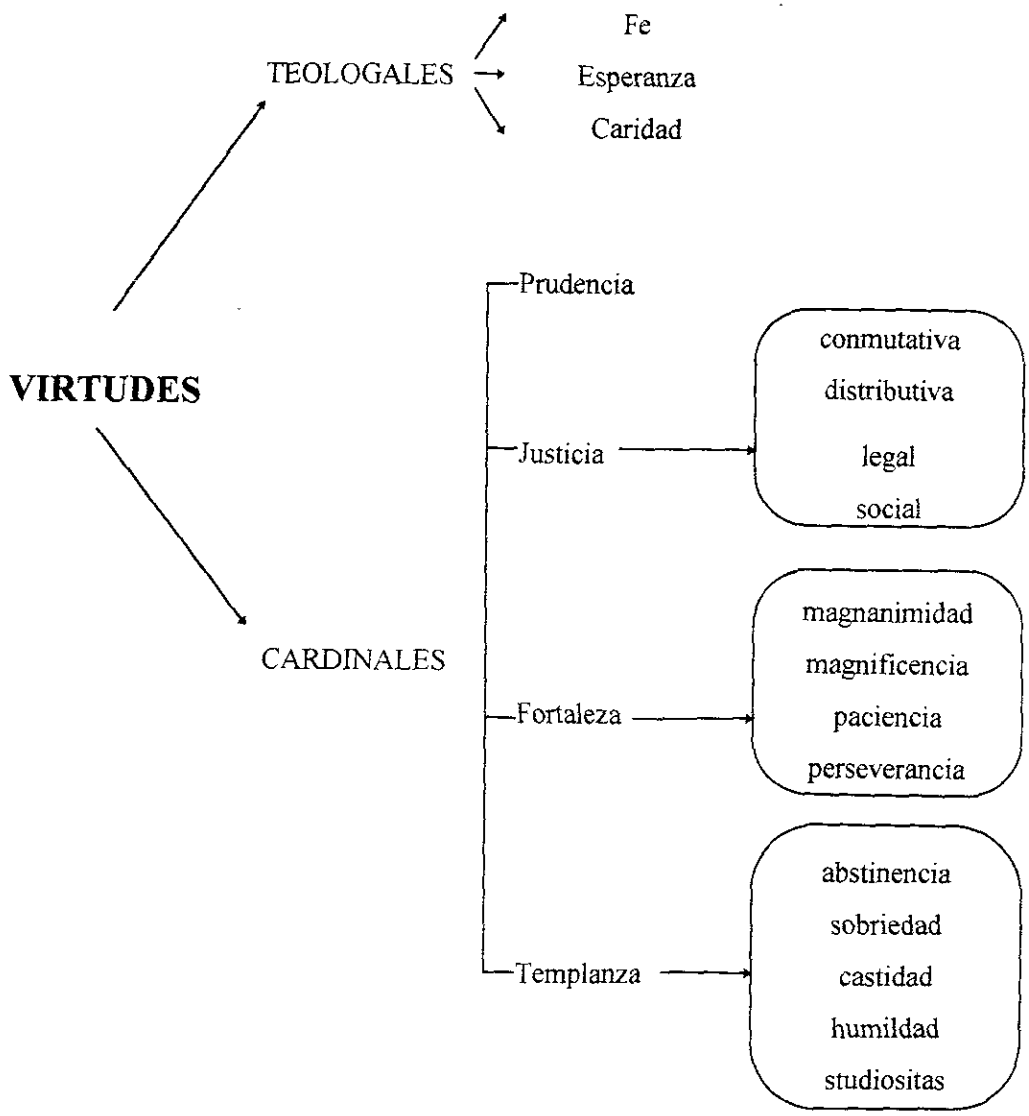 Fe
TEOLOGALES
Esperanza
Caridad
VIRTUDES
CARDINALES
Prudencia
Justicia
conmutativa
distributiva
legal
social
Fortaleza
magnanimidad
magnificencia
paciencia
perseverancia
Templanza
abstinencia
sobriedad
castidad
humildad
studiositas